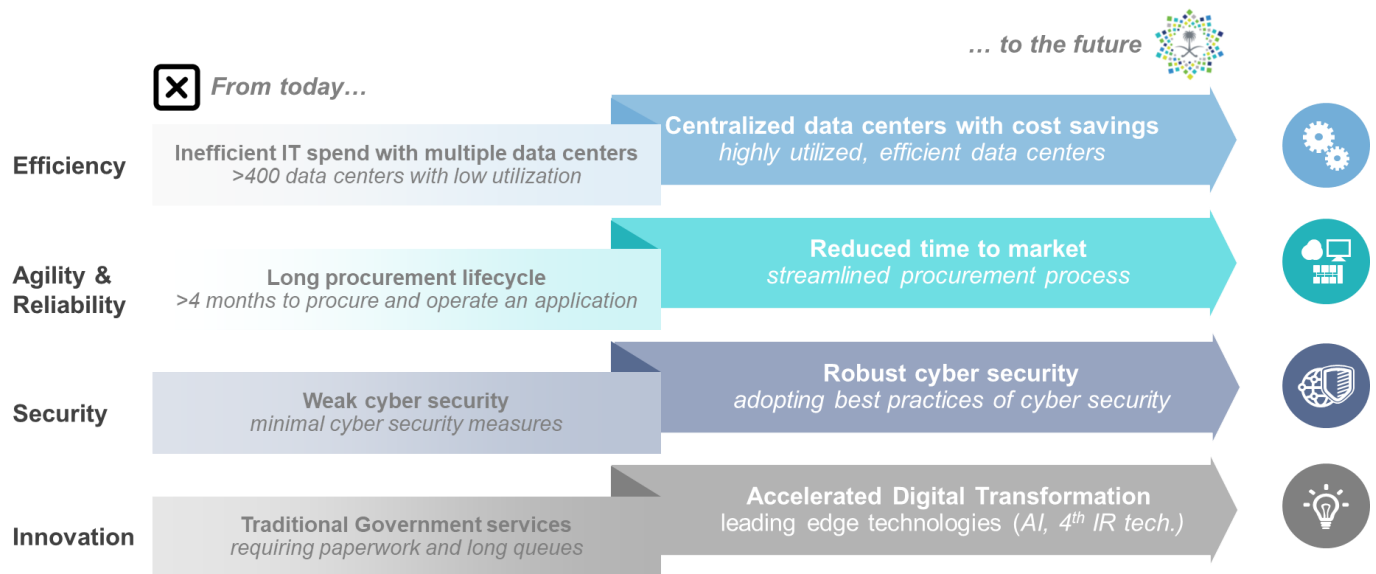 … to the future
From today…
Efficiency
Inefficient IT spend with multiple data centers
>400 data centers with low utilization
Centralized data centers with cost savings
highly utilized, efficient data centers
Agility &
Reliability
Long procurement lifecycle
>4 months to procure and operate an application
Reduced time to market
streamlined procurement process
Security
Weak cyber security
minimal cyber security measures
Robust cyber security
adopting best practices of cyber security
Innovation
Traditional Government services
requiring paperwork and long queues
Accelerated Digital Transformation
leading edge technologies (AI, 4th IR tech.)